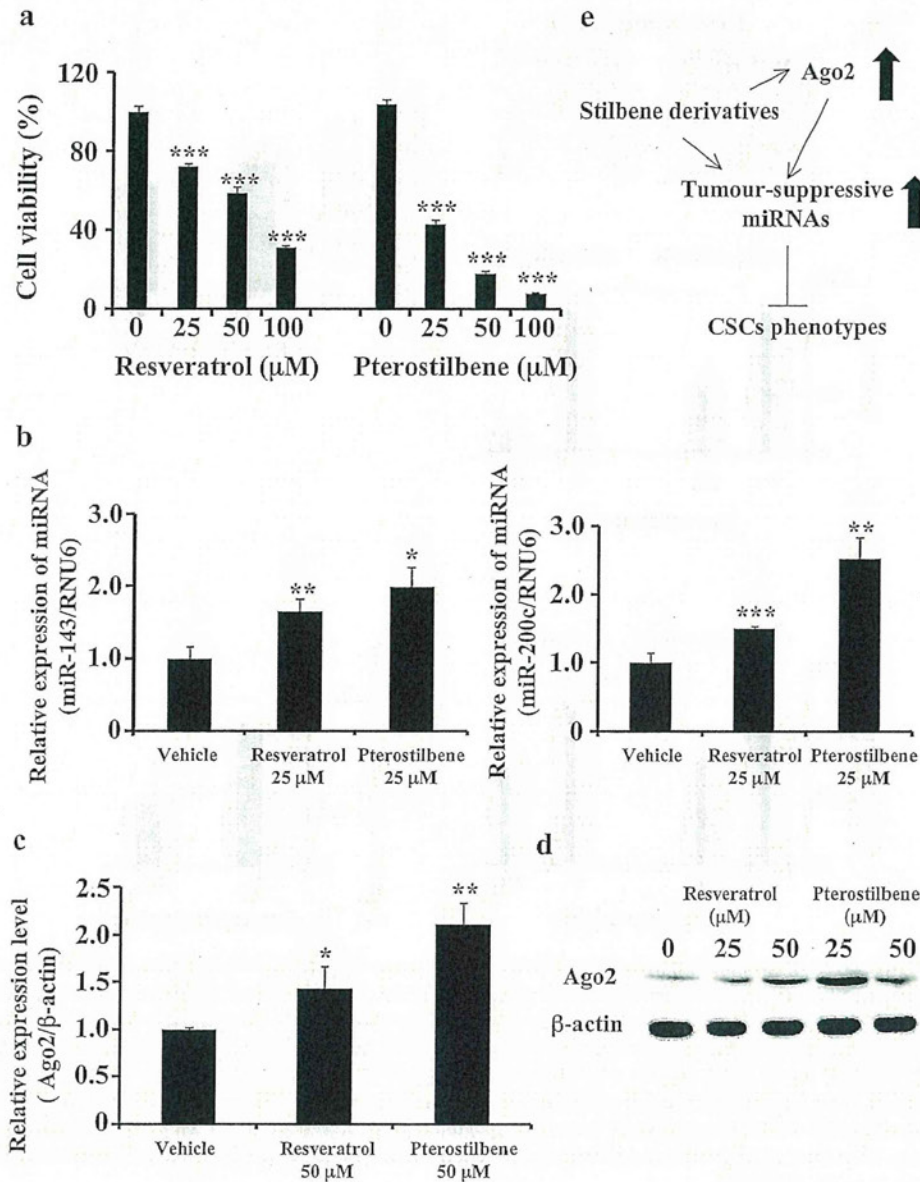 a
Cell viability (%)
120
80
40
0
***
***
***
***
***
***
0 25 50 100
0 25 50 100
Resveratrol (μM)
Pterostilbene (μM)
e
Ago2
Stilbene derivatives
Tumour-suppressive
miRNAs
CSCs phenotypes
b
Relative expression of miRNA
(miR-143/RNU6)
3.0
2.0
1.0
0
**
*
Vehicle
Resveratrol
25 μM
Pterostilbene
25 μM
Relative expression of miRNA
(miR-200c/RNU6)
3.0
2.0
1.0
0
***
**
Vehicle
Resveratrol
25 μM
Pterostilbene
25 μM
c
Relative expression level
( Ago2/β-actin)
2.5
2.0
1.5
1.0
0.5
0
*
**
Vehicle
Resveratrol
50 μM
Pterostilbene
50 μM
d
Resveratrol
(μM)
Pterostilbene
(μM)
0 25 50 25 50
Ago2
β-actin